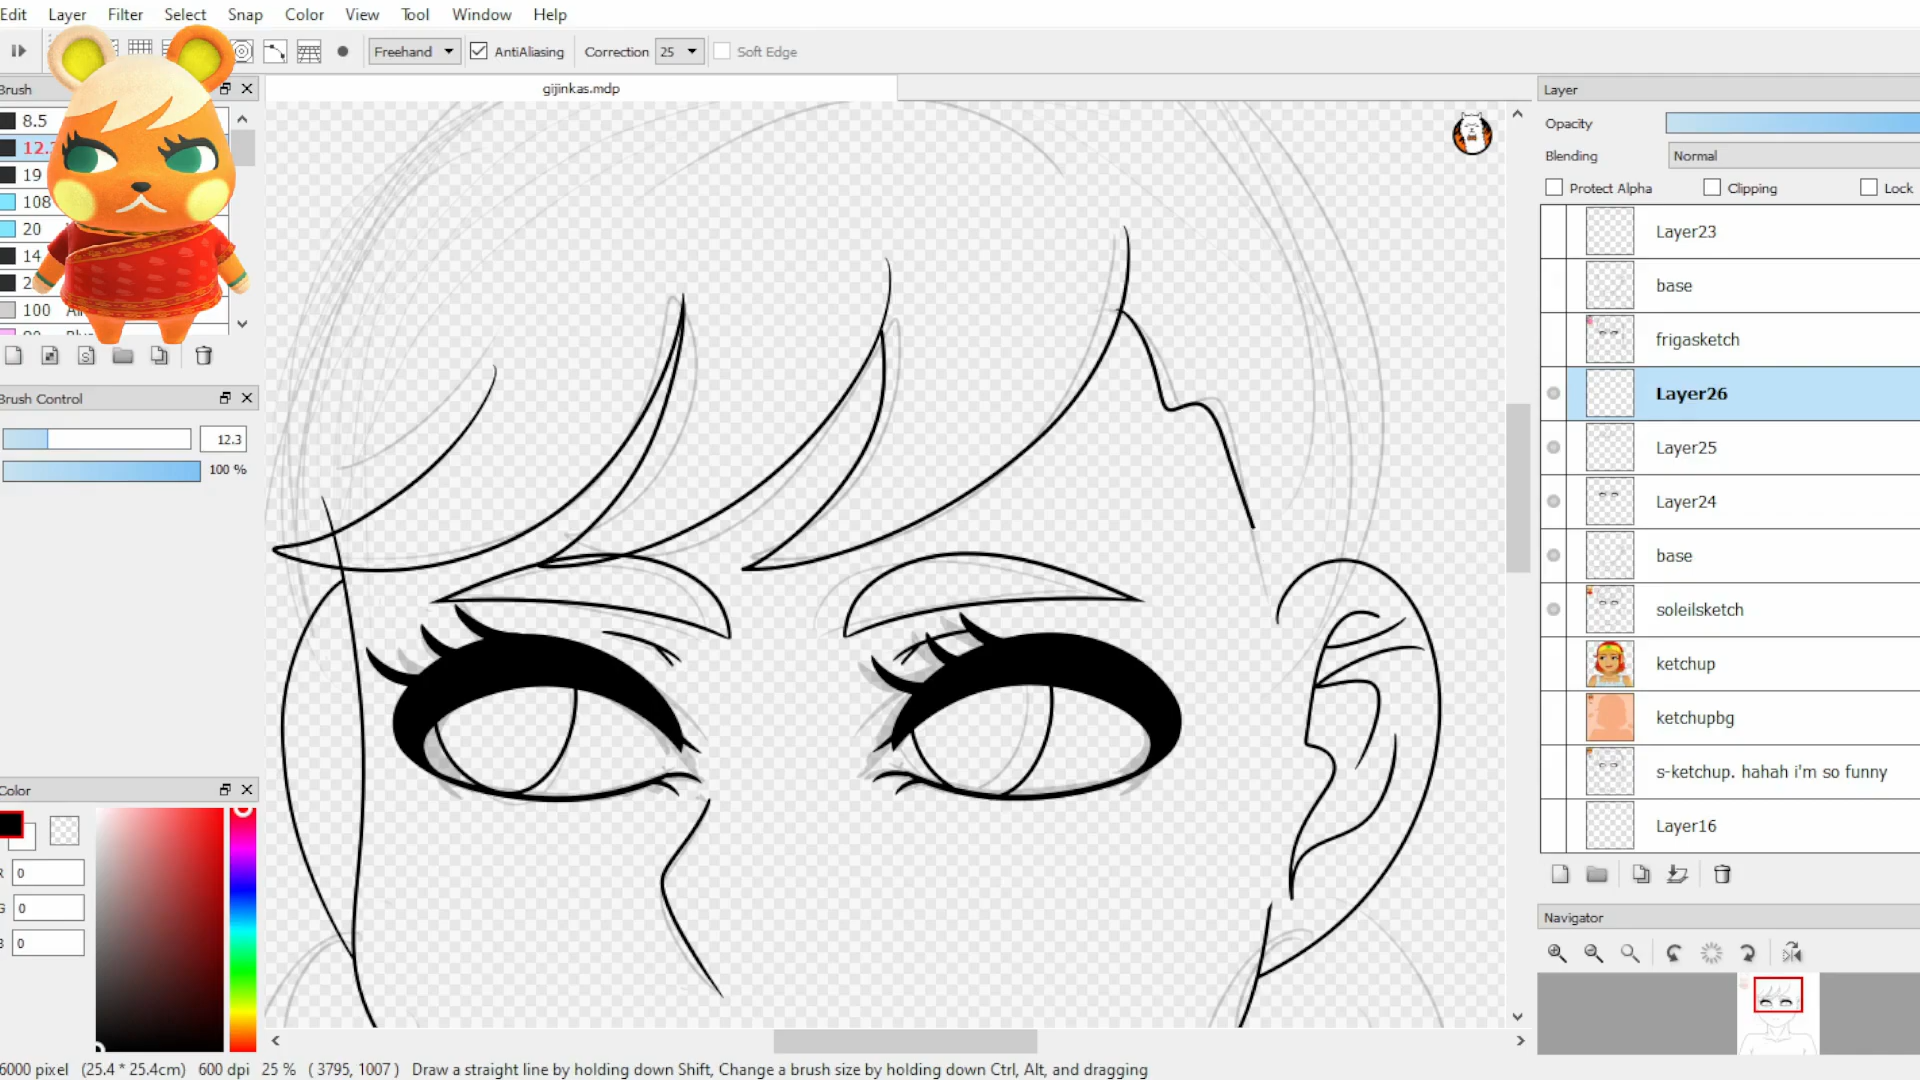 Edit Layer Filter Select Snap Color View Tool Window Help
Freehand AntiAliasing Correction 25 Soft Edge
Brush
gijinkas.mdp
8.5
12.
19
108
20
14
2
100
Brush Control
12.3
100 %
Color
R 0
G 0
B 0
Layer
Opacity
Blending Normal
Protect Alpha Clipping Lock
Layer23
base
frigasketch
Layer26
Layer25
Layer24
base
soleilsketch
ketchup
ketchupbg
s-ketchup. hahah i'm so funny
Layer16
Navigator
6000 pixel (25.4 * 25.4cm) 600 dpi 25 % ( 3795, 1007 ) Draw a straight line by holding down Shift, Change a brush size by holding down Ctrl, Alt, and dragging